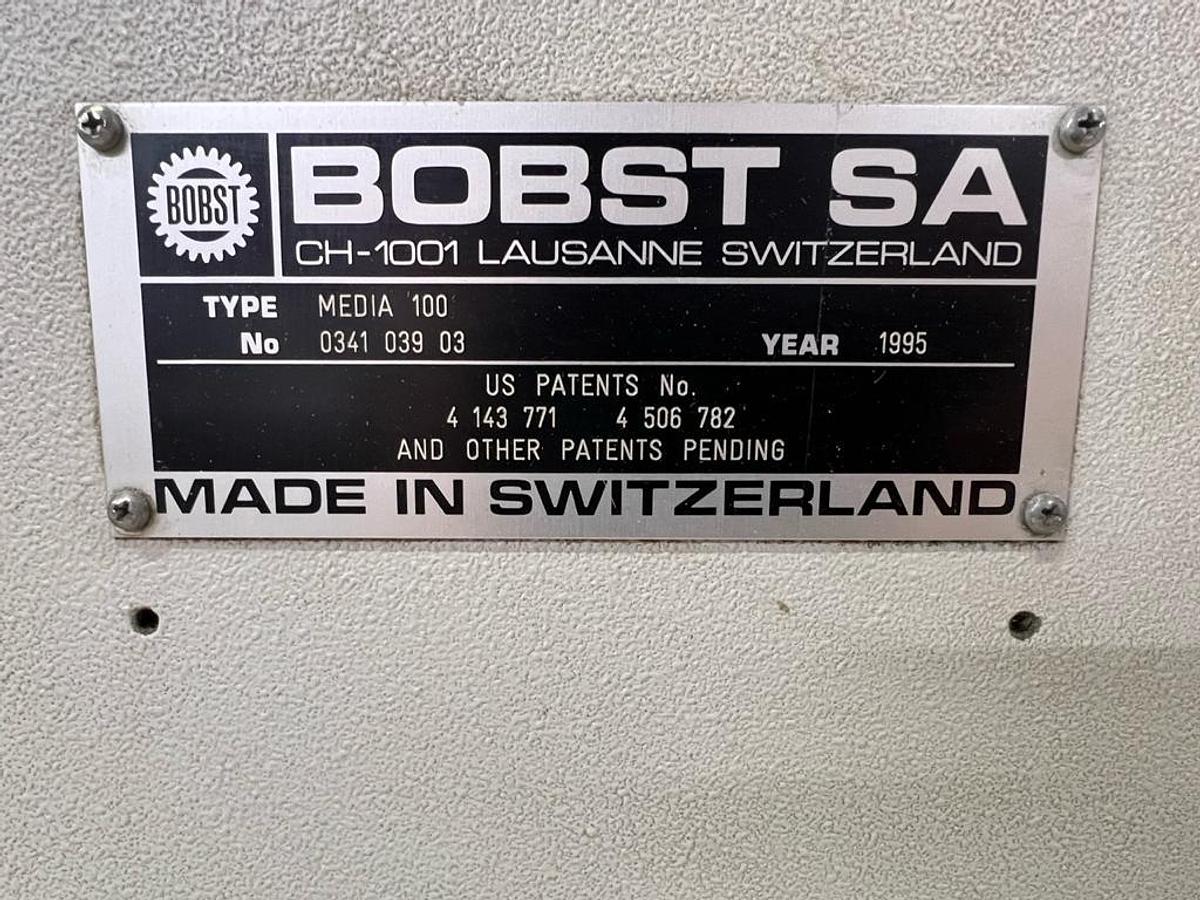 BOBST
BOBST SA
CH-1001 LAUSANNE SWITZERLAND
TYPE MEDIA 100
No 0341 039 03 YEAR 1995
US PATENTS No.
4 143 771 4 506 782
AND OTHER PATENTS PENDING
MADE IN SWITZERLAND